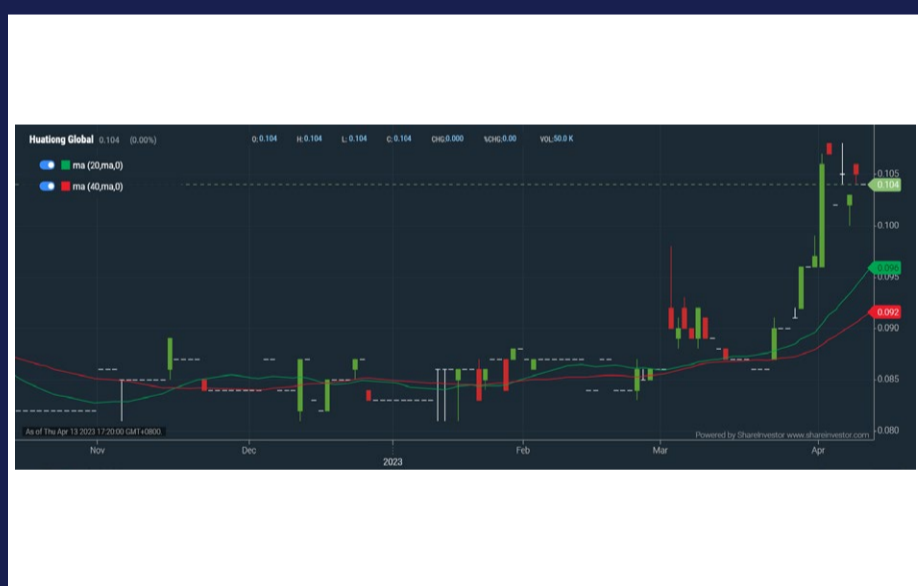 Huationg Global 0.104 (0.00%) O: 0.104 H: 0.104 L: 0.104 C: 0.104 CHG:0.000 %CHG:0.00 VOL:50.0 K
ma (20,ma,0)
ma (40,ma,0)
0.105
0.104
0.100
0.096
0.095
0.092
0.090
0.085
0.080
As of Thu Apr 13 2023 17:20:00 GMT+0800
Powered by ShareInvestor www.shareinvestor.com
Nov Dec Feb Mar Apr
2023